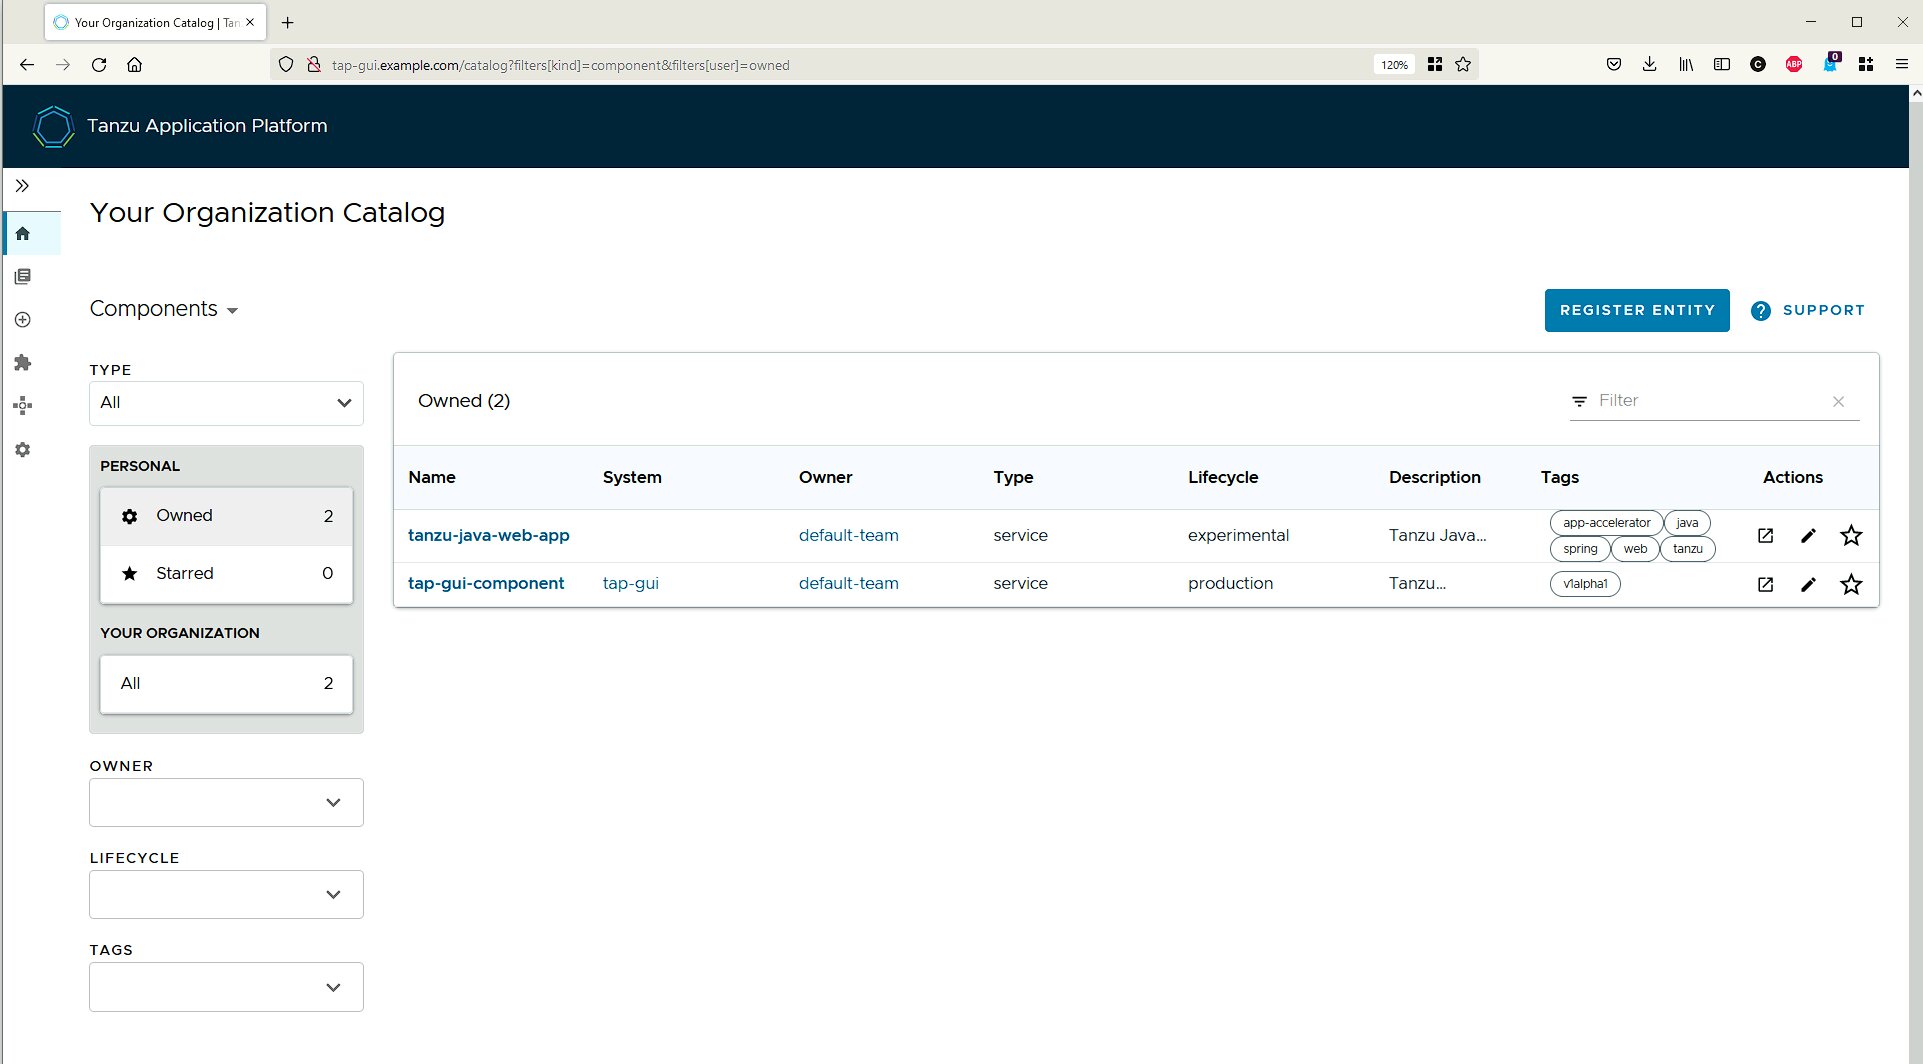 Your Organization Catalog | Tan
tap-gui.example.com/catalog?filters[kind]=component&filters[user]=owned
120%
C
ABP
0
Tanzu Application Platform
Your Organization Catalog
Components
REGISTER ENTITY
? SUPPORT
TYPE
All
PERSONAL
Owned 2
Starred 0
YOUR ORGANIZATION
All 2
OWNER
LIFECYCLE
TAGS
Owned (2)
Filter
Name System Owner Type Lifecycle Description Tags Actions
tanzu-java-web-app default-team service experimental Tanzu Java... app-accelerator java
spring web tanzu
tap-gui-component tap-gui default-team service production Tanzu... v1alpha1